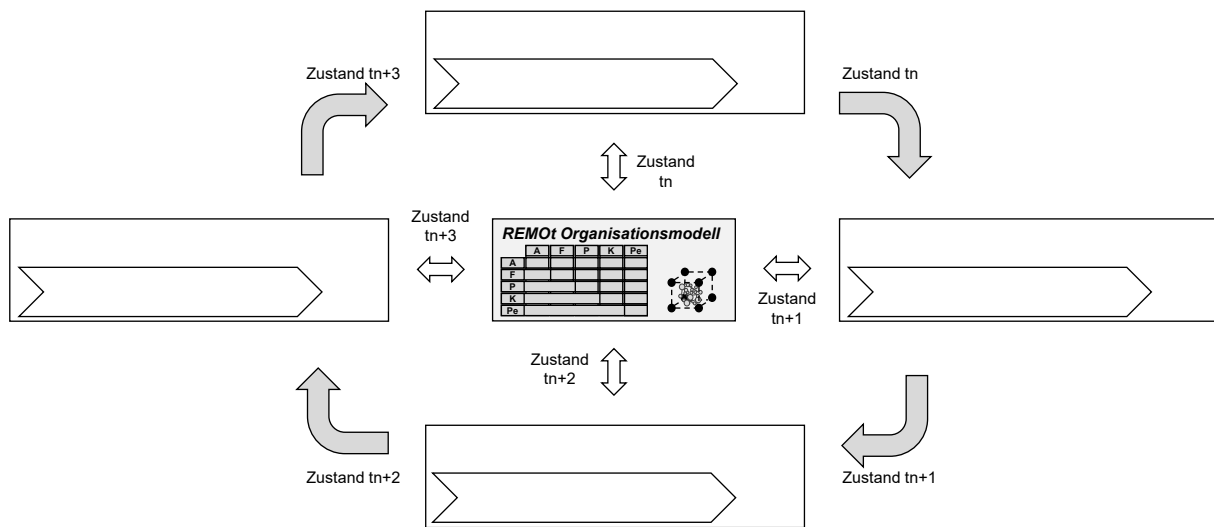 Zustand tn+3
Zustand tn
Zustand
tn
Zustand
tn+3
REMOt Organisationsmodell
A F P K Pe
A
F
P
K
Pe
Zustand
tn+1
Zustand
tn+2
Zustand tn+2
Zustand tn+1